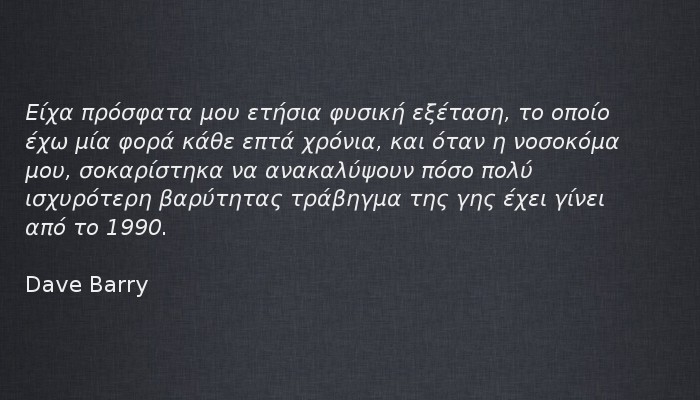 Είχα πρόσφατα μου ετήσια φυσική εξέταση, το οποίο
έχω μία φορά κάθε επτά χρόνια, και όταν η νοσοκόμα
μου, σοκαρίστηκα να ανακαλύψουν πόσο πολύ
ισχυρότερη βαρύτητας τράβηγμα της γης έχει γίνει
από το 1990.
Dave Barry